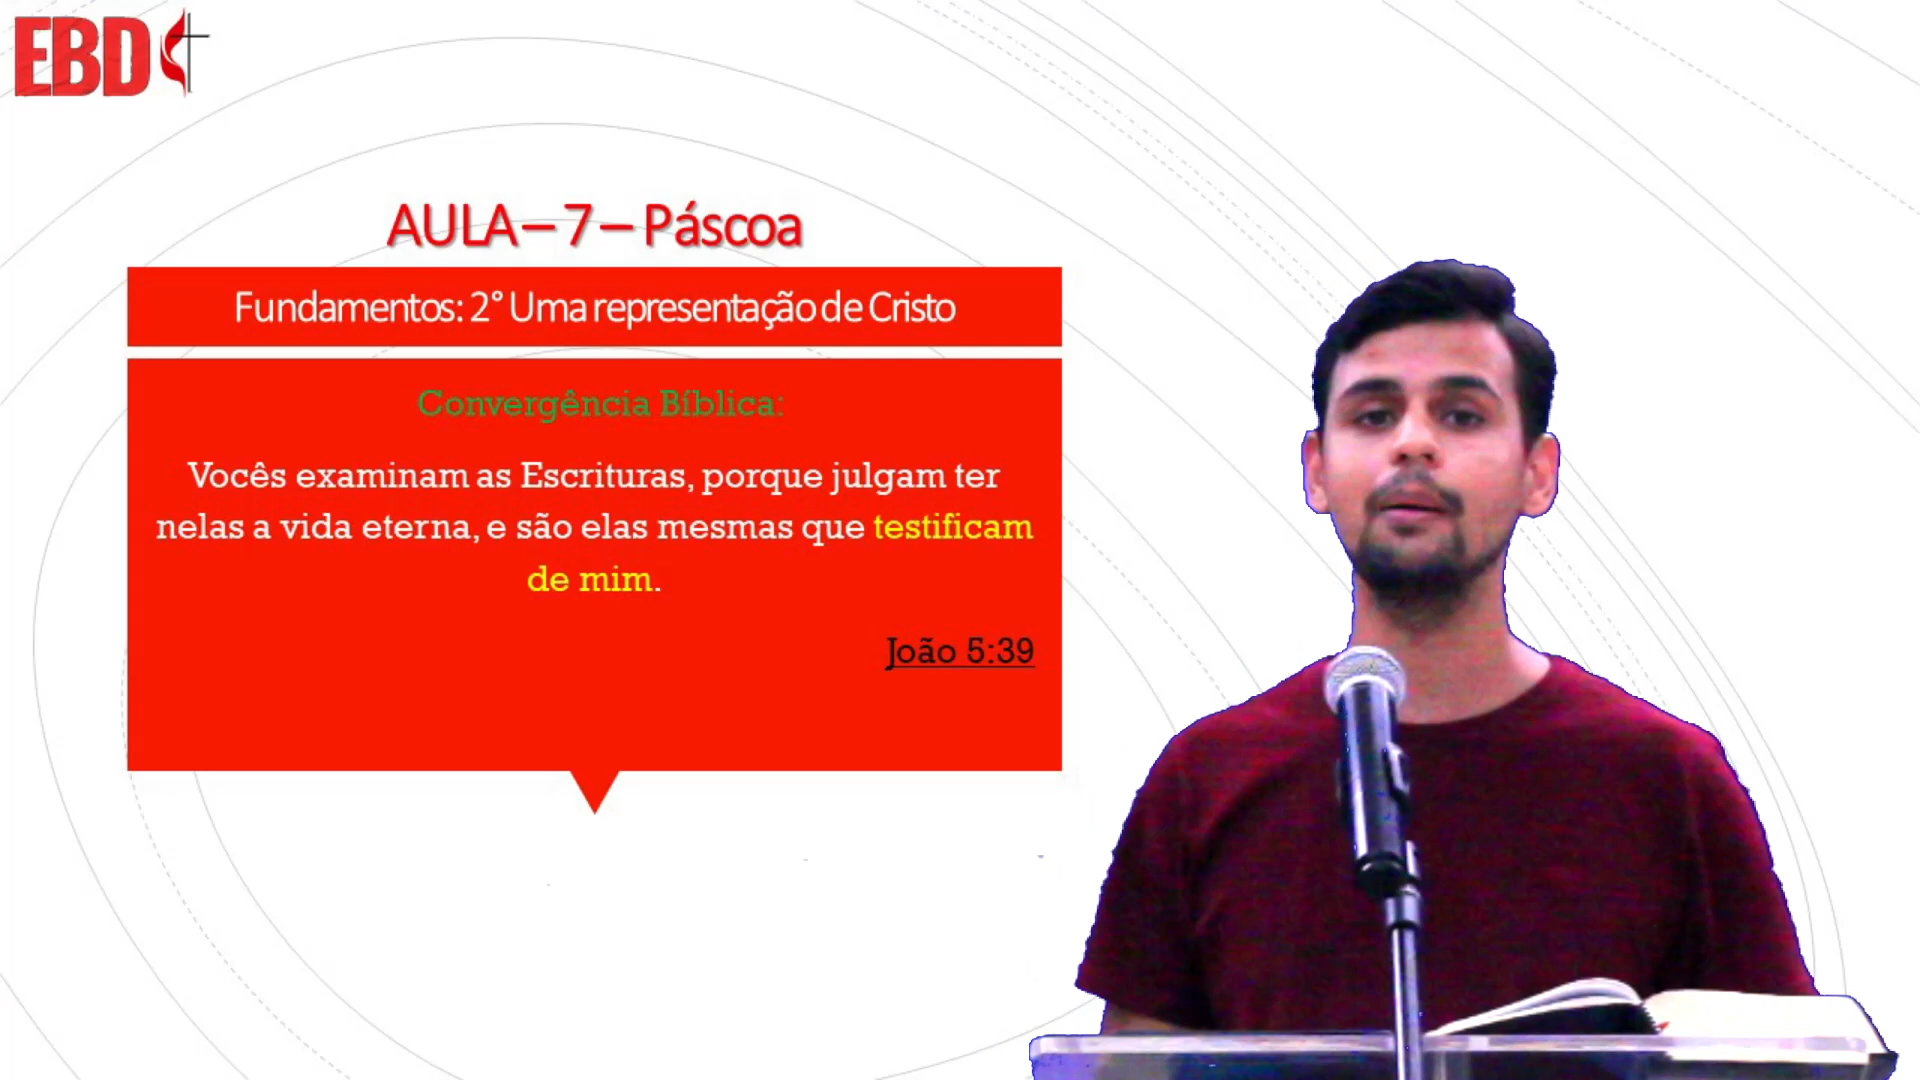 EBD
AULA – 7 – Páscoa
Fundamentos: 2° Uma representação de Cristo
Convergência Bíblica:
Vocês examinam as Escrituras, porque julgam ter
nelas a vida eterna, e são elas mesmas que testificam
de mim.
João 5:39